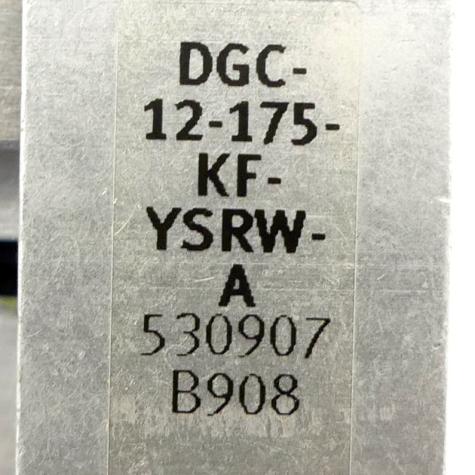 DGC-
12-175-
KF-
YSRW-
A
530907
B908